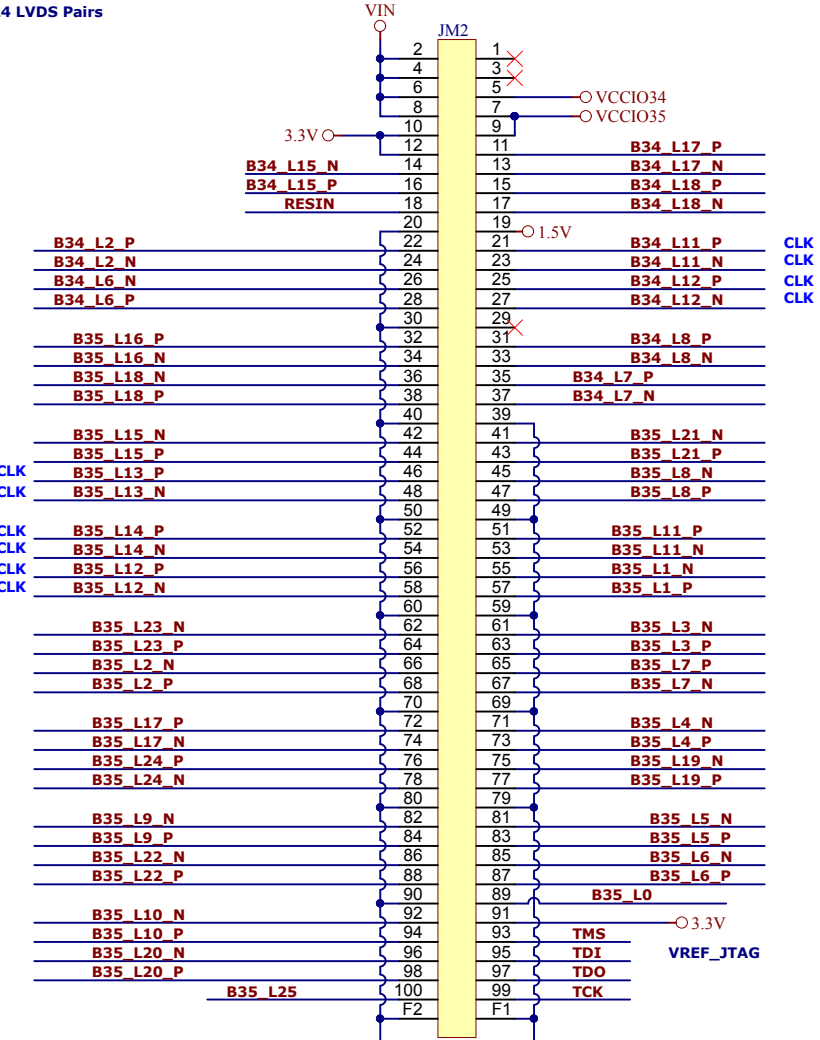 4 LVDS Pairs
VIN
JM2
2 1
4 3
6 5 VCCIO34
8 7 VCCIO35
3.3V 10 9
12 11 B34_L17_P
B34_L15_N 14 13 B34_L17_N
B34_L15_P 16 15 B34_L18_P
RESIN 18 17 B34_L18_N
20 19 1.5V
B34_L2_P 22 21 B34_L11_P CLK
B34_L2_N 24 23 B34_L11_N CLK
B34_L6_N 26 25 B34_L12_P CLK
B34_L6_P 28 27 B34_L12_N CLK
30 29
B35_L16_P 32 31 B34_L8_P
B35_L16_N 34 33 B34_L8_N
B35_L18_N 36 35 B34_L7_P
B35_L18_P 38 37 B34_L7_N
40 39
B35_L15_N 42 41 B35_L21_N
B35_L15_P 44 43 B35_L21_P
CLK B35_L13_P 46 45 B35_L8_N
CLK B35_L13_N 48 47 B35_L8_P
50 49
CLK B35_L14_P 52 51 B35_L11_P
CLK B35_L14_N 54 53 B35_L11_N
CLK B35_L12_P 56 55 B35_L1_N
CLK B35_L12_N 58 57 B35_L1_P
60 59
B35_L23_N 62 61 B35_L3_N
B35_L23_P 64 63 B35_L3_P
B35_L2_N 66 65 B35_L7_P
B35_L2_P 68 67 B35_L7_N
70 69
B35_L17_P 72 71 B35_L4_N
B35_L17_N 74 73 B35_L4_P
B35_L24_P 76 75 B35_L19_N
B35_L24_N 78 77 B35_L19_P
80 79
B35_L9_N 82 81 B35_L5_N
B35_L9_P 84 83 B35_L5_P
B35_L22_N 86 85 B35_L6_N
B35_L22_P 88 87 B35_L6_P
90 89 B35_L0
B35_L10_N 92 91 3.3V
B35_L10_P 94 93 TMS
B35_L20_N 96 95 TDI VREF_JTAG
B35_L20_P 98 97 TDO
B35_L25 100 99 TCK
F2 F1